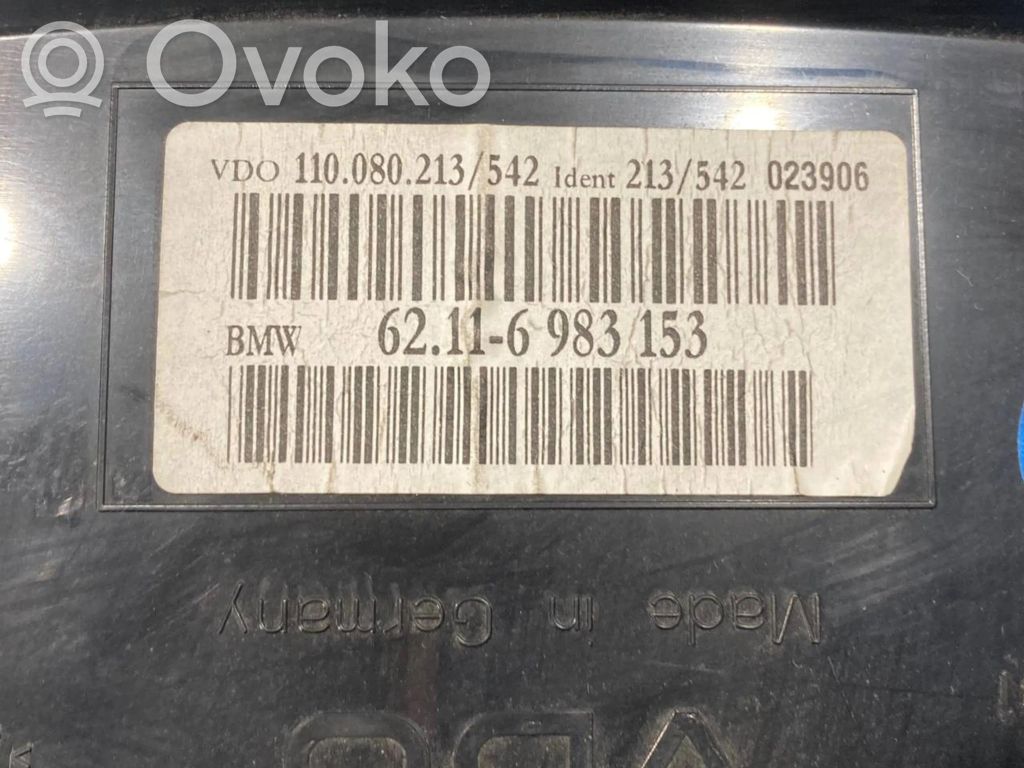 Ovoko
VDO 110.080.213/542 Ident 213/542 023906
BMW 62.11-6 983 153
Made in Germany
VDO